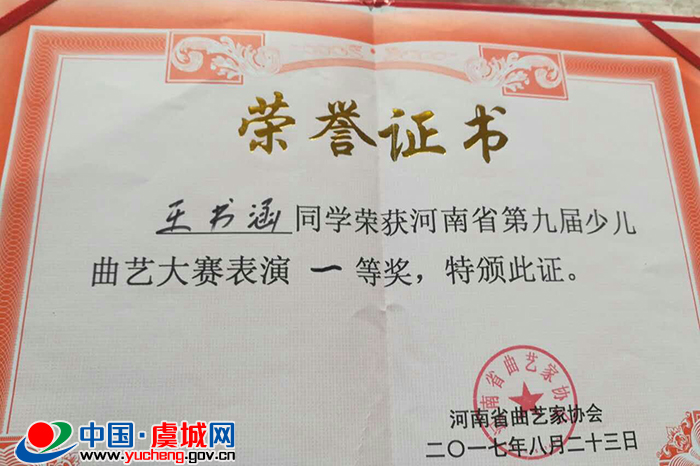 荣誉证书
王书涵同学荣获河南省第九届少儿
曲艺大赛表演 一 等奖，特颁此证。
河南省曲艺家协会
河南省曲艺家协会
二〇一七年八月二十三日
中国·虞城网
www.yucheng.gov.cn